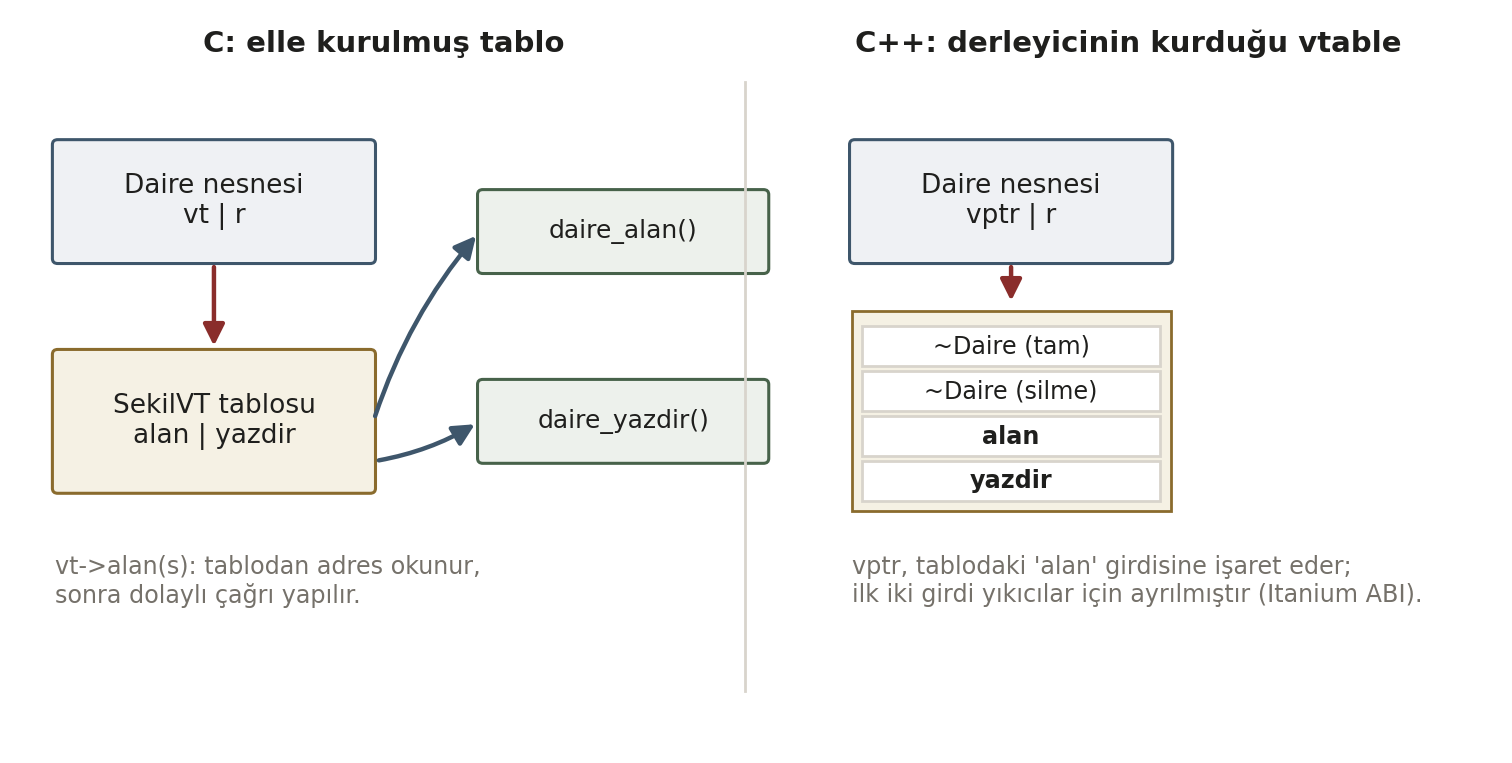 C: elle kurulmuş tablo
Daire nesnesi
vt | r
daire_alan()
SekilVT tablosu
alan | yazdir
daire_yazdir()
vt->alan(s): tablodan adres okunur,
sonra dolaylı çağrı yapılır.
C++: derleyicinin kurduğu vtable
Daire nesnesi
vptr | r
~Daire (tam)
~Daire (silme)
alan
yazdir
vptr, tablodaki 'alan' girdisine işaret eder;
ilk iki girdi yıkıcılar için ayrılmıştır (Itanium ABI).